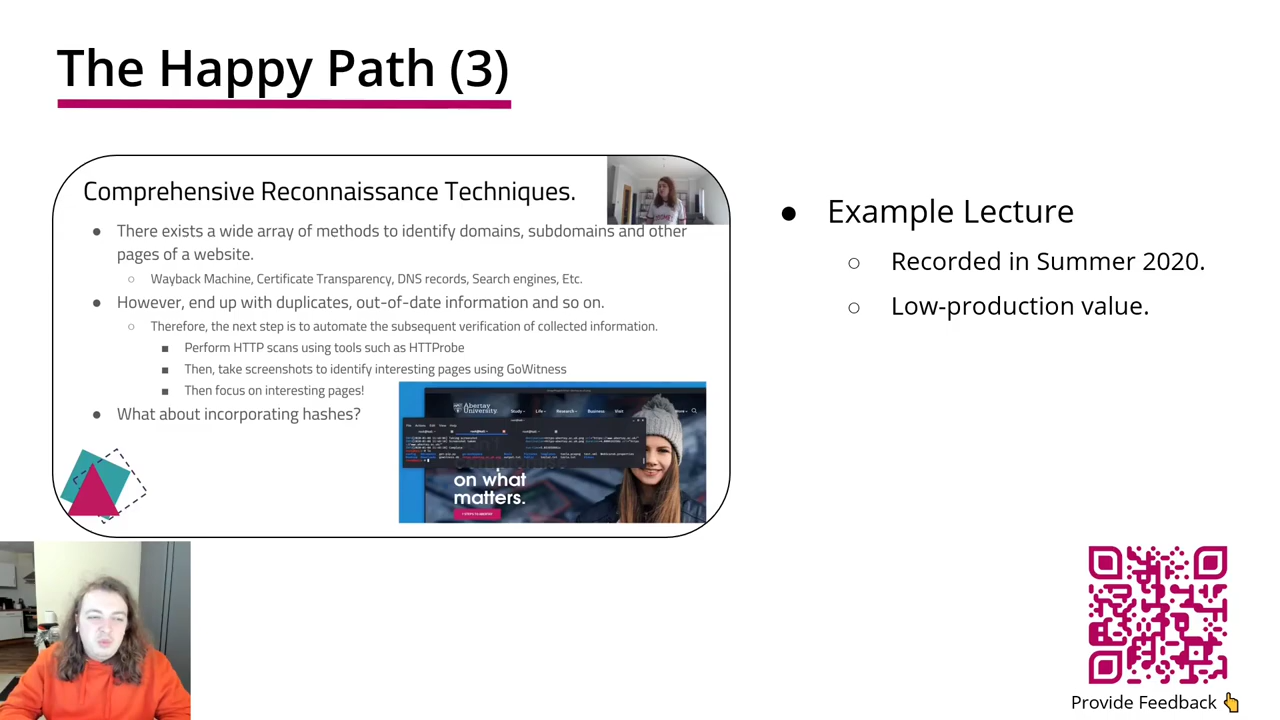 The Happy Path (3)
Comprehensive Reconnaissance Techniques.
● There exists a wide array of methods to identify domains, subdomains and other
pages of a website.
○ Wayback Machine, Certificate Transparency, DNS records, Search engines, Etc.
● However, end up with duplicates, out-of-date information and so on.
○ Therefore, the next step is to automate the subsequent verification of collected information.
■ Perform HTTP scans using tools such as HTTProbe
■ Then, take screenshots to identify interesting pages using GoWitness
■ Then focus on interesting pages!
● What about incorporating hashes?
Abertay
University.
Study
Life
Research
Business
Visit
on what
matters.
● Example Lecture
○ Recorded in Summer 2020.
○ Low-production value.
Provide Feedback 👆